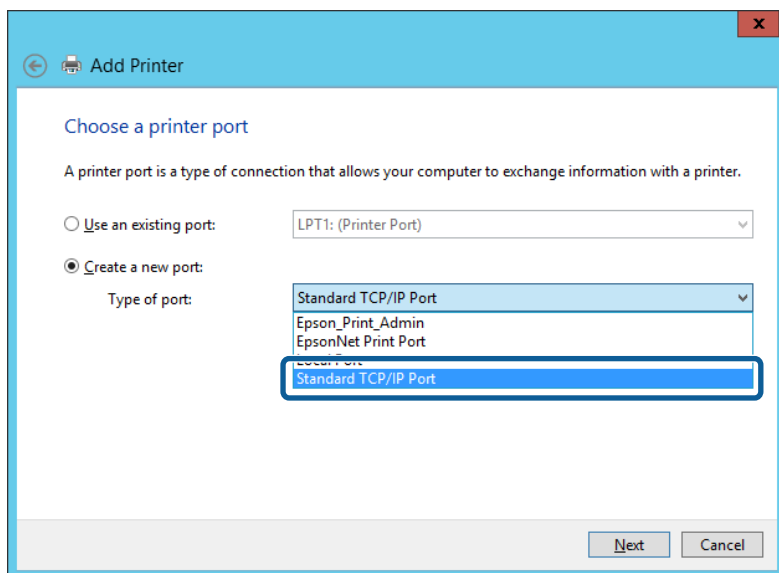 x
Add Printer
Choose a printer port
A printer port is a type of connection that allows your computer to exchange information with a printer.
Use an existing port: LPT1: (Printer Port)
Create a new port:
Type of port: Standard TCP/IP Port
Epson_Print_Admin
EpsonNet Print Port
Local Port
Standard TCP/IP Port
Next Cancel